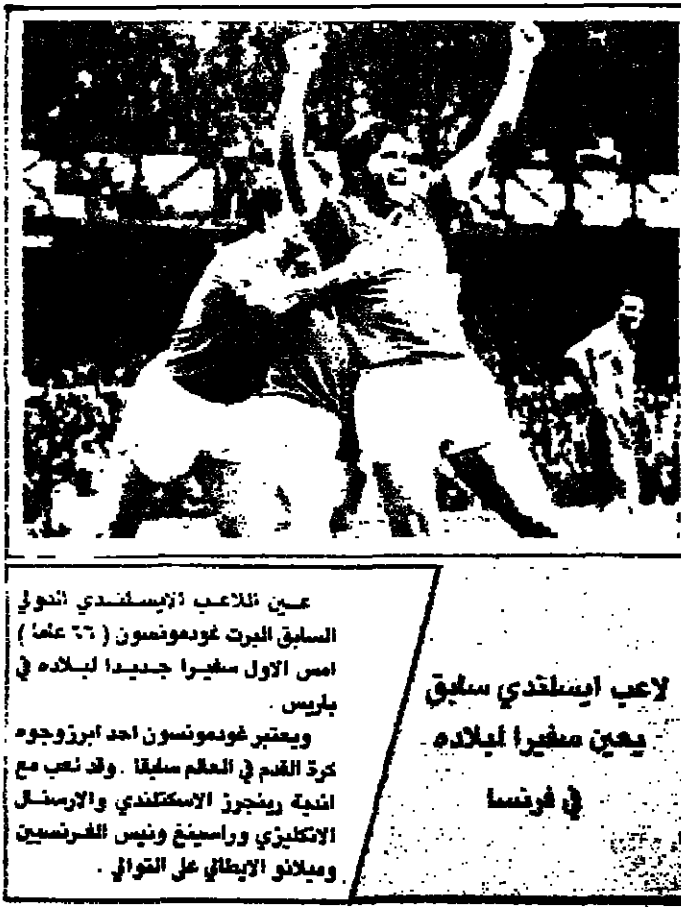 لاعب ايسلندي سابق
يعين سفيرا لبلاده
في فرنسا
عين اللاعب الايسلندي الدولي
السابق البرت غودمونسون ( ٦٦ عاما )
امس الاول سفيرا جديدا لبلاده في
باريس .
ويعتبر غودمونسون احد ابرز وجوه
كرة القدم في العالم سابقا . وقد لعب مع
اندية رينجرز الاسكتلندي والارسنال
الانكليزي وراسينغ ونيس الفرنسيين
وميلانو الايطالي على التوالي .